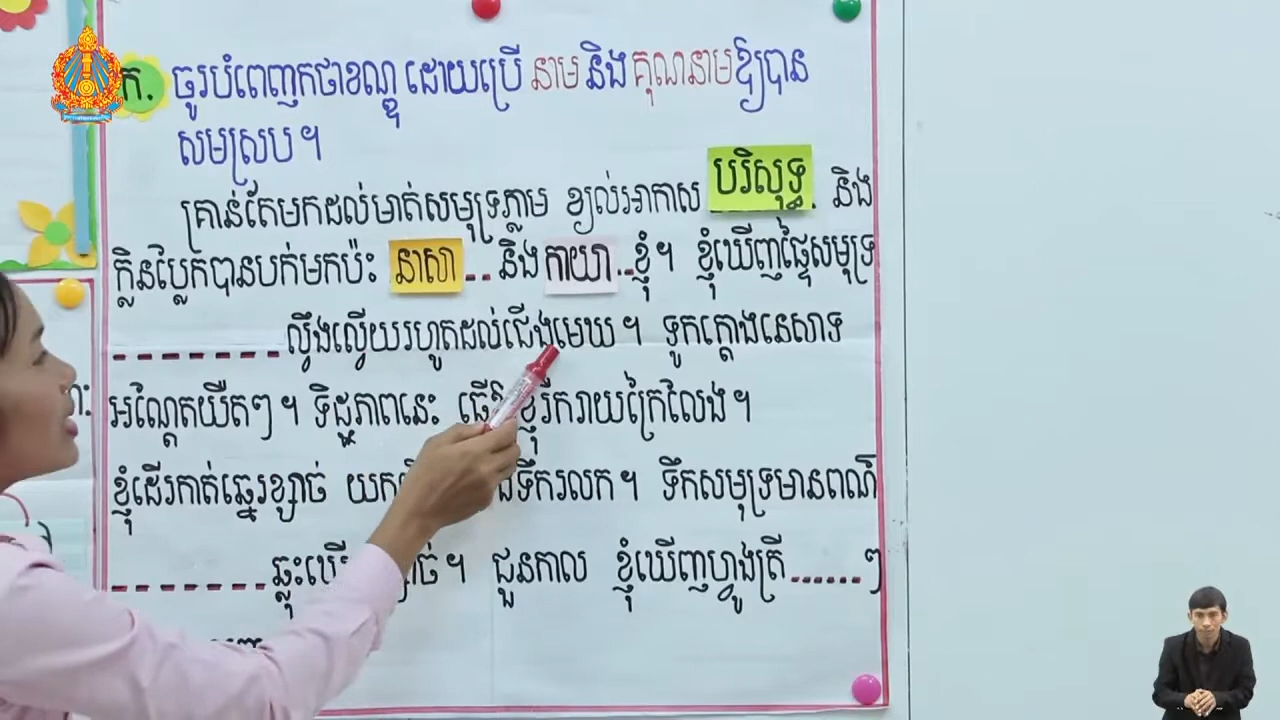 ក. ចូរបំពេញកថាខណ្ឌ ដោយប្រើ នាម និង គុណនាម ឱ្យបាន
សមស្រប ។
គ្រាន់តែមកដល់មាត់សមុទ្រភ្លាម ខ្យល់អាកាស បរិសុទ្ធ និង
ក្លិនប្លែកបានបក់មកប៉ះ នាសា និង កាយា ខ្ញុំ ។ ខ្ញុំឃើញផ្ទៃសមុទ្រ
ល្វឹងល្វើយរហូតដល់ជើងមេឃ ។ ទូកក្ដោងនេសាទ
អណ្ដែតយឺតៗ ។ ទិដ្ឋភាពនេះ ធ្វើ ខ្ញុំរីករាយក្រៃលែង ។
ខ្ញុំដើរកាត់ឆ្នេរខ្សាច់ ទឹករលក ។ ទឹកសមុទ្រមានពណ៌
ឆ្លុះឃើ ច់ ។ ជួនកាល ខ្ញុំឃើញហ្វូងត្រី ...... ៗ